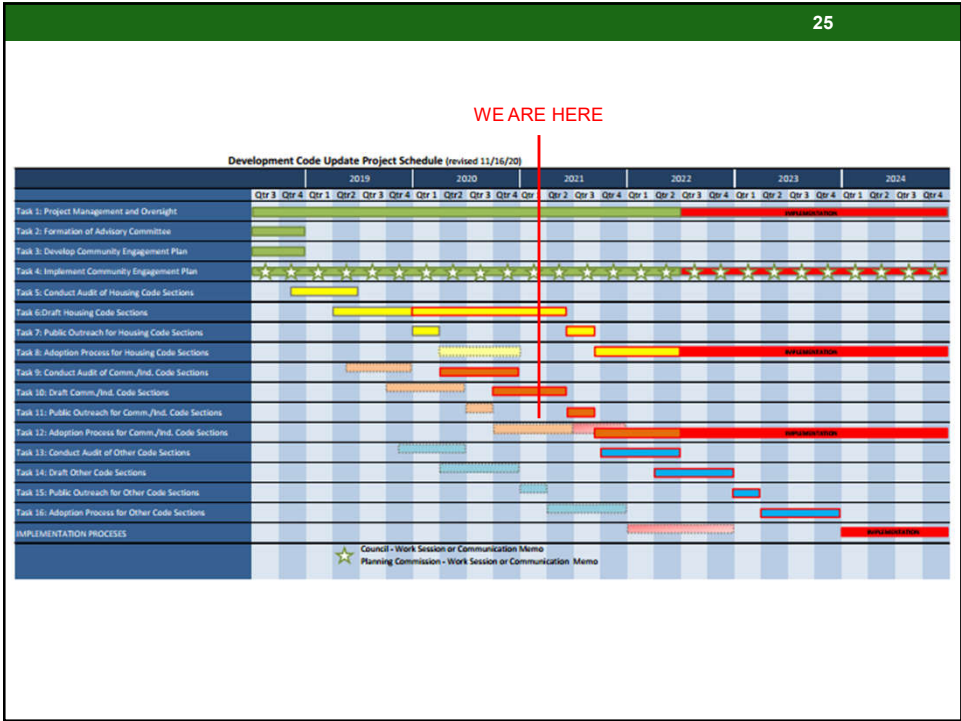 25
WE ARE HERE
Development Code Update Project Schedule (revised 11/16/20)
2019 2020 2021 2022 2023 2024
Qtr 3 Qtr 4 Qtr 1 Qtr2 Qtr 3 Qtr 4 Qtr 1 Qtr2 Qtr 3 Qtr 4 Qtr Qtr 2 Qtr 3 Qtr 4 Qtr 1 Qtr 2 Qtr 3 Qtr 4 Qtr 1 Qtr 2 Qtr 3 Qtr 4 Qtr 1 Qtr 2 Qtr 3 Qtr 4
Task 1: Project Management and Oversight IMPLEMENTATION
Task 2: Formation of Advisory Committee
Task 3: Develop Community Engagement Plan
Task 4: Implement Community Engagement Plan
Task 5: Conduct Audit of Housing Code Sections
Task 6:Draft Housing Code Sections
Task 7: Public Outreach for Housing Code Sections
Task 8: Adoption Process for Housing Code Sections IMPLEMENTATION
Task 9: Conduct Audit of Comm./Ind. Code Sections
Task 10: Draft Comm./Ind. Code Sections
Task 11: Public Outreach for Comm./Ind. Code Sections
Task 12: Adoption Process for Comm./Ind. Code Sections IMPLEMENTATION
Task 13: Conduct Audit of Other Code Sections
Task 14: Draft Other Code Sections
Task 15: Public Outreach for Other Code Sections
Task 16: Adoption Process for Other Code Sections
IMPLEMENTATION PROCESES IMPLEMENTATION
Council - Work Session or Communication Memo
Planning Commission - Work Session or Communication Memo